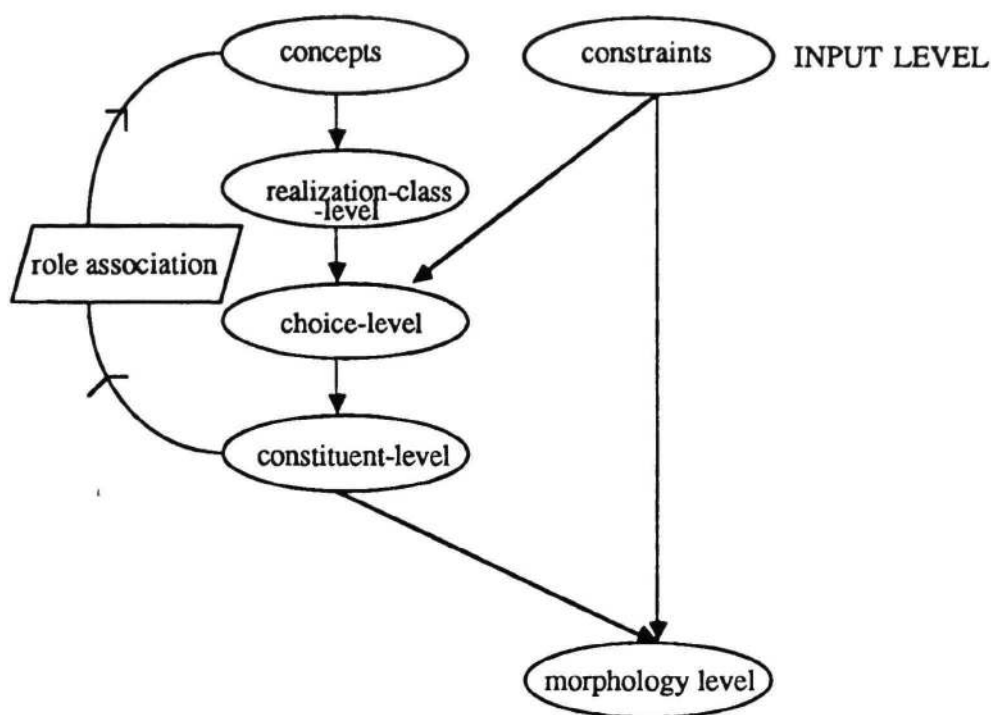 concepts
constraints
INPUT LEVEL
realization-class
-level
role association
choice-level
constituent-level
morphology level